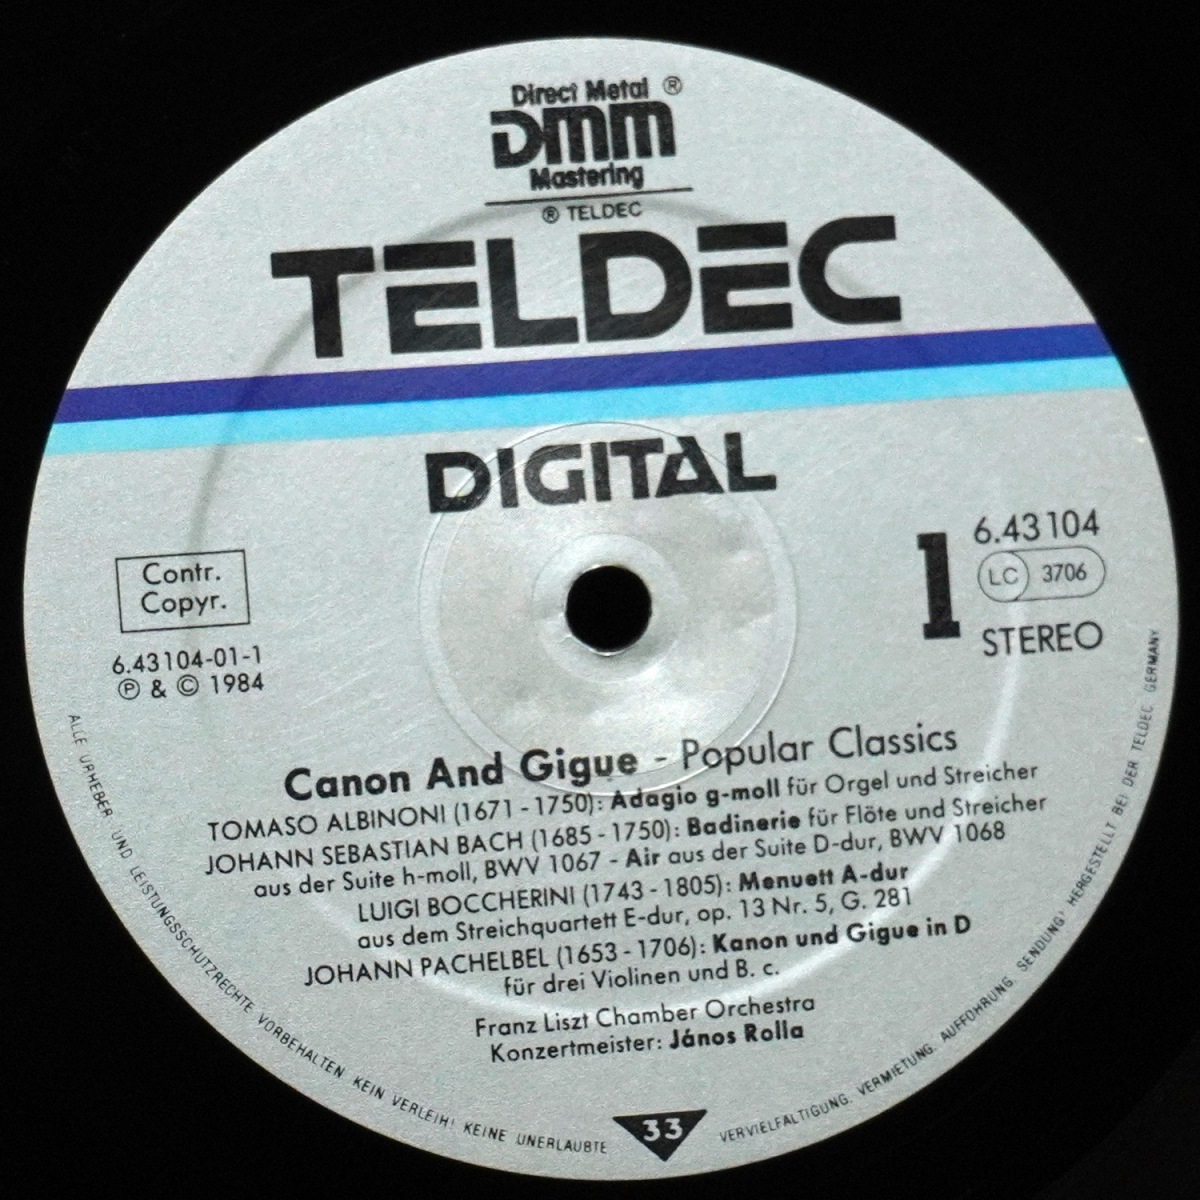 Direct Metal ®
DMM
Mastering
® TELDEC
TELDEC
DIGITAL
Contr.
Copyr.
6.43104-01-1
℗ & © 1984
1
6.43104
LC 3706
STEREO
Canon And Gigue - Popular Classics
TOMASO ALBINONI (1671 - 1750): Adagio g-moll für Orgel und Streicher
JOHANN SEBASTIAN BACH (1685 - 1750): Badinerie für Flöte und Streicher
aus der Suite h-moll, BWV 1067 - Air aus der Suite D-dur, BWV 1068
LUIGI BOCCHERINI (1743 - 1805): Menuett A-dur
aus dem Streichquartett E-dur, op. 13 Nr. 5, G. 281
JOHANN PACHELBEL (1653 - 1706): Kanon und Gigue in D
für drei Violinen und B. c.
Franz Liszt Chamber Orchestra
Konzertmeister: János Rolla
33
ALLE URHEBER UND LEISTUNGSSCHUTZRECHTE VORBEHALTEN KEIN VERLEIH! KEINE UNERLAUBTE VERVIELFÄLTIGUNG, VERMIETUNG, AUFFÜHRUNG, SENDUNG! HERGESTELLT BEI DER TELDEC GERMANY